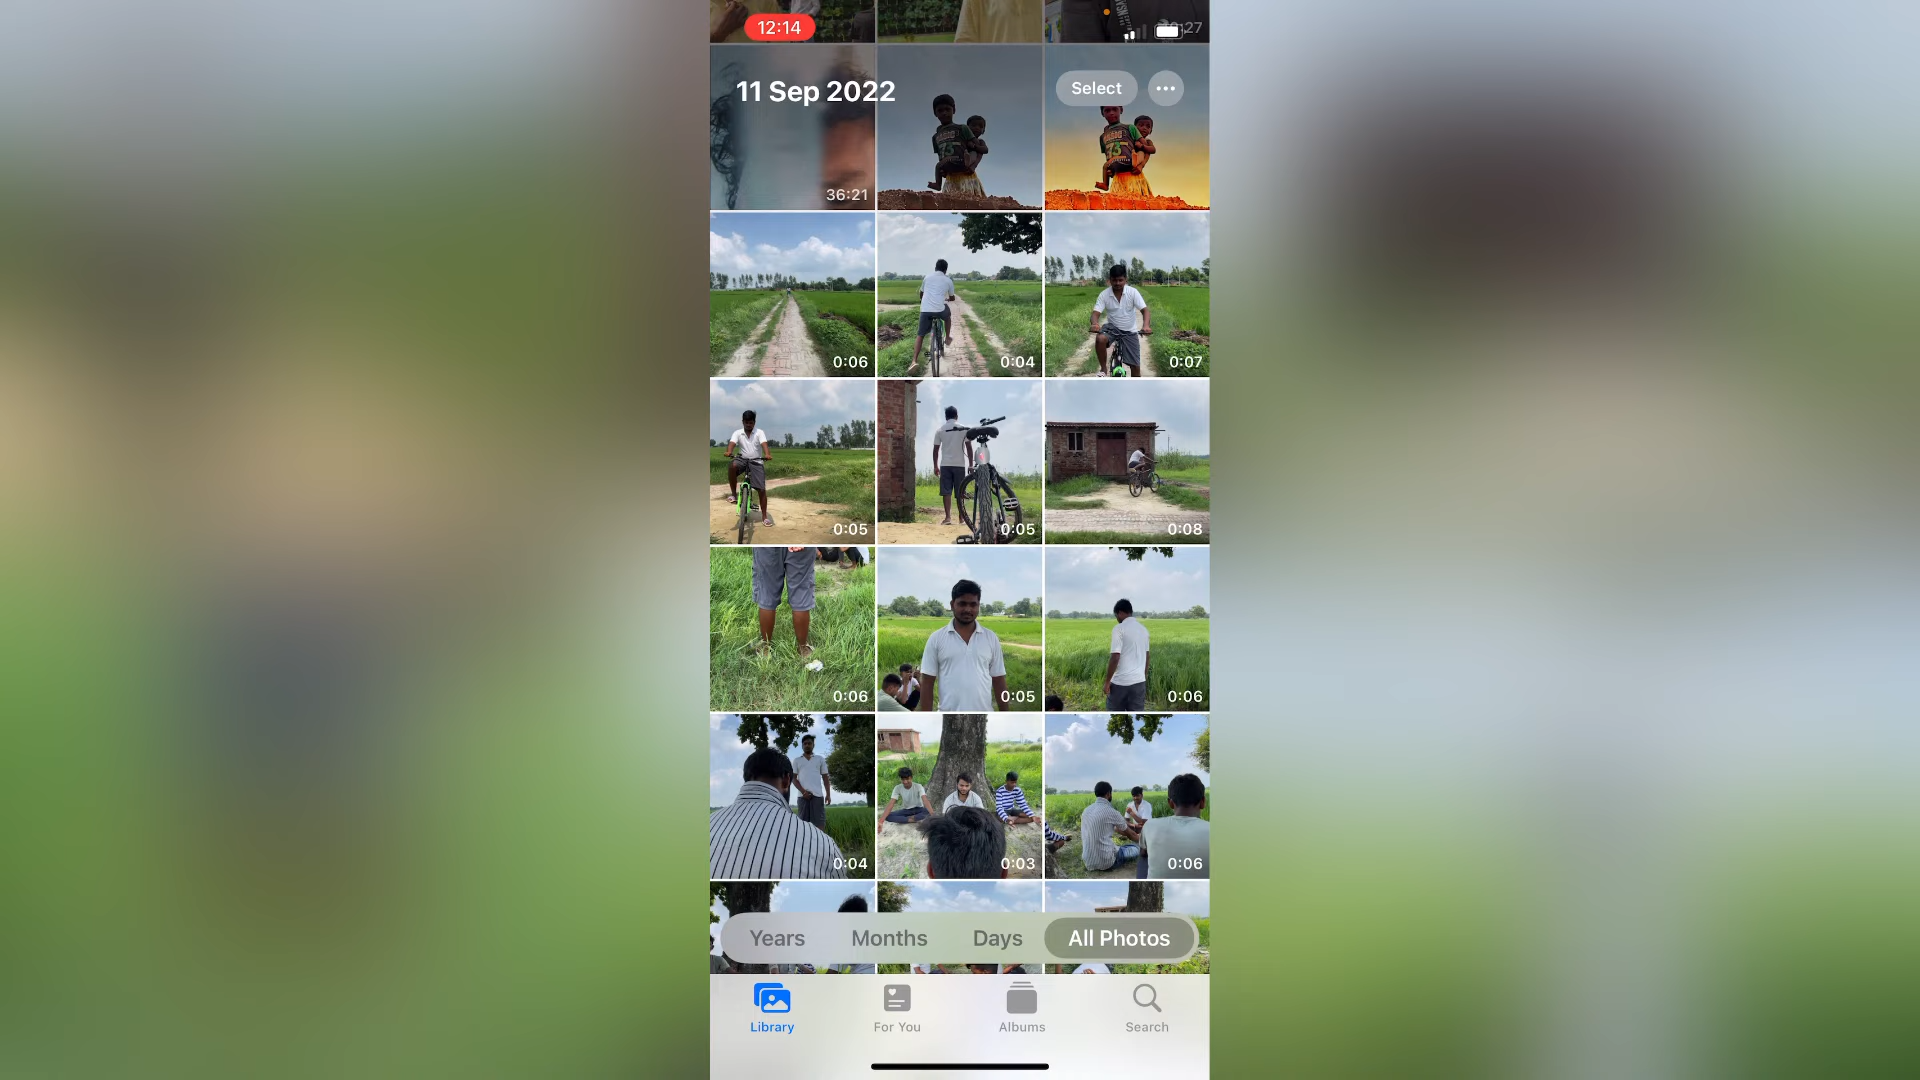 12:14
:27
11 Sep 2022
Select
36:21
0:06
0:04
0:07
0:05
0:05
0:08
0:06
0:05
0:06
0:04
0:03
0:06
Years
Months
Days
All Photos
Library
For You
Albums
Search